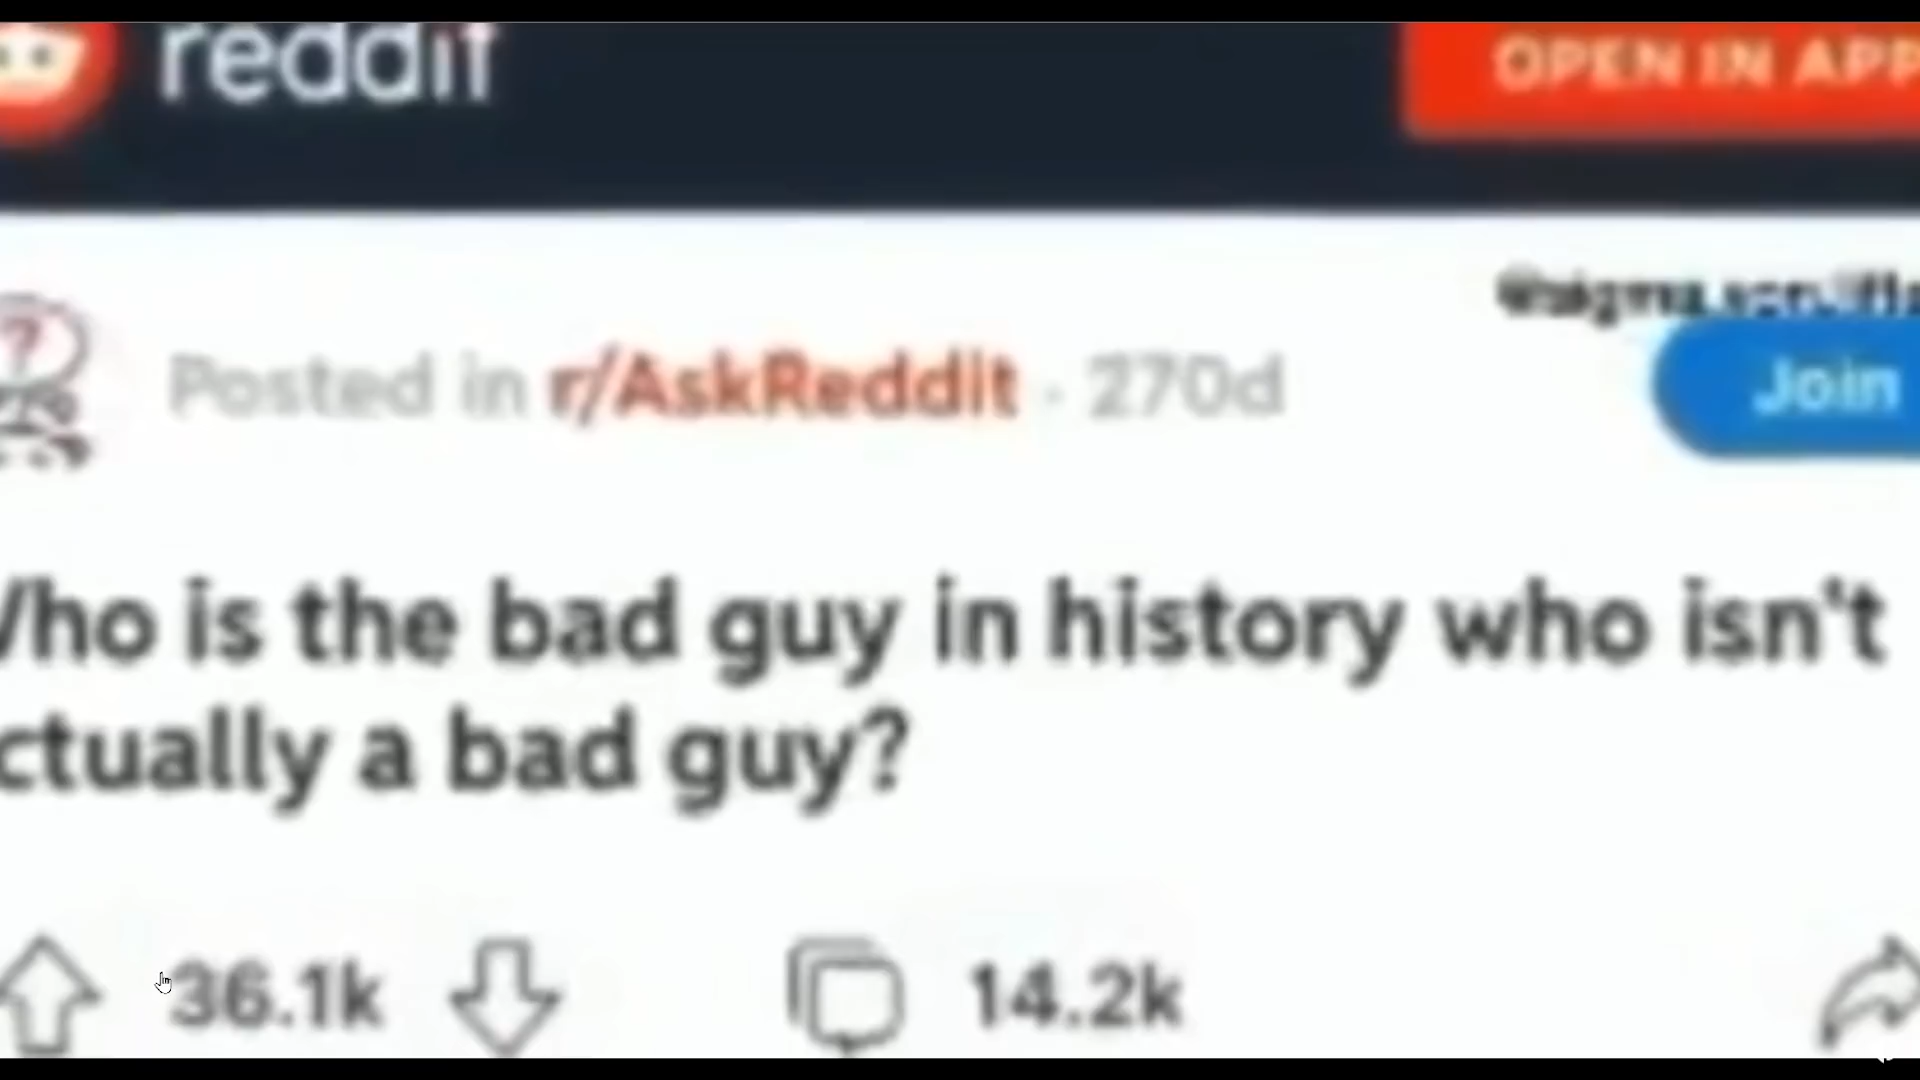 reddit
OPEN IN APP
Posted in r/AskReddit · 270d
Join
Who is the bad guy in history who isn't
actually a bad guy?
36.1k
14.2k